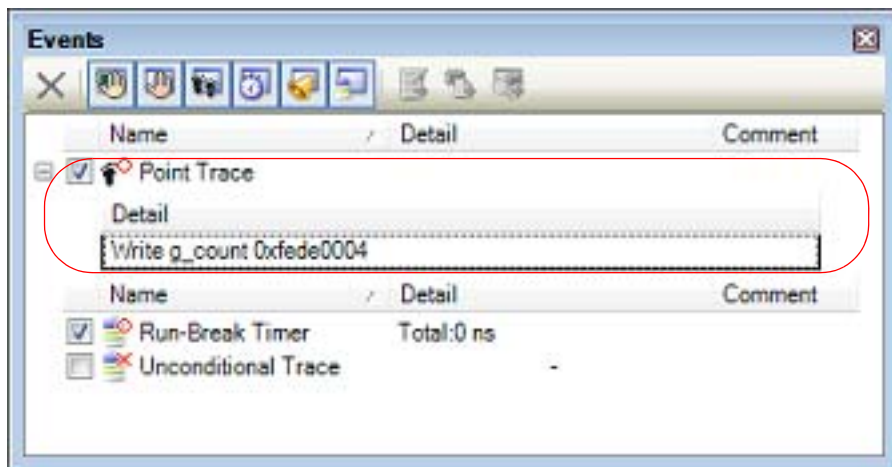 Events
Name Detail Comment
Point Trace
Detail
Write g_count 0xfede0004
Name Detail Comment
Run-Break Timer Total:0 ns
Unconditional Trace -